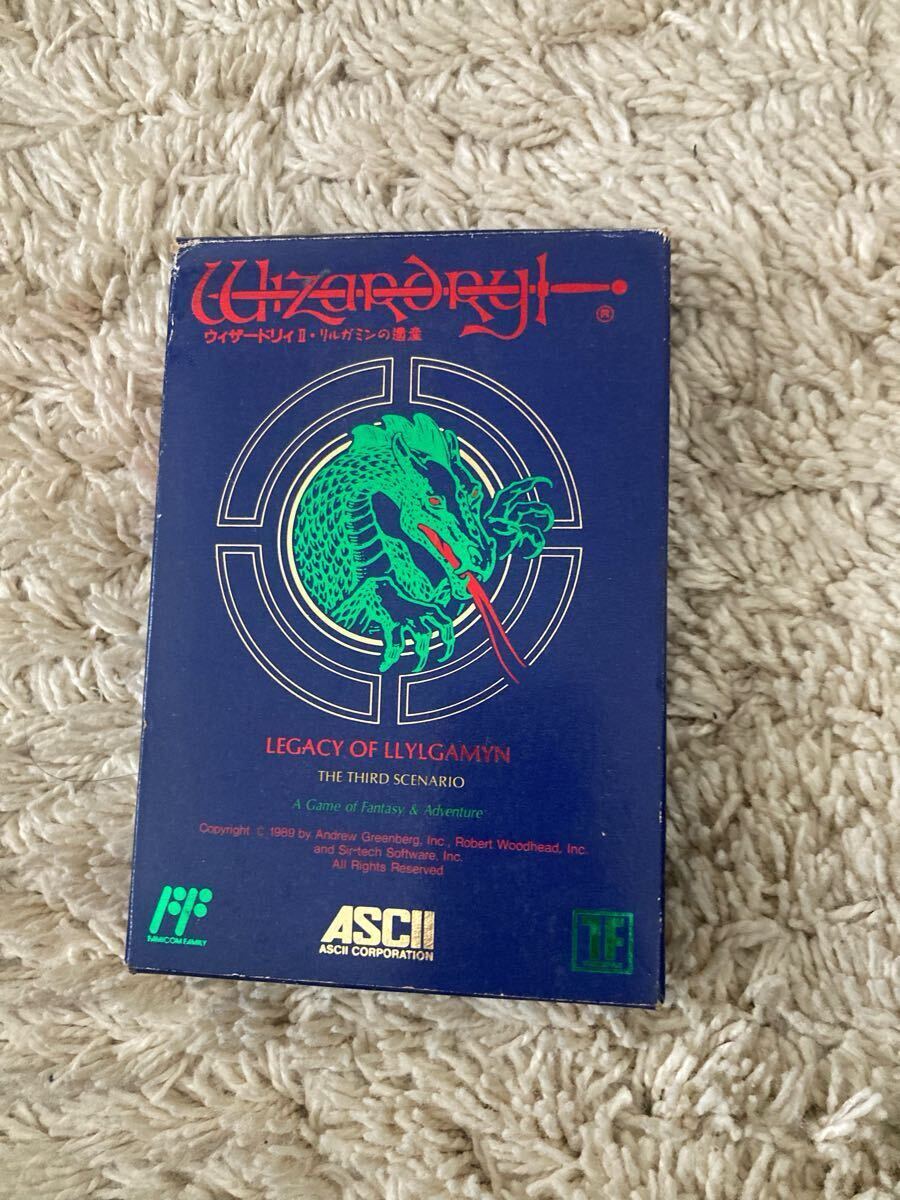 Wizardry
®
ウィザードリィⅡ・リルガミンの遺産
LEGACY OF LLYLGAMYN
THE THIRD SCENARIO
A Game of Fantasy & Adventure
Copyright © 1989 by Andrew Greenberg, Inc., Robert Woodhead, Inc.
and Sir-tech Software, Inc.
All Rights Reserved
FAMICOM FAMILY
ASCII
ASCII CORPORATION